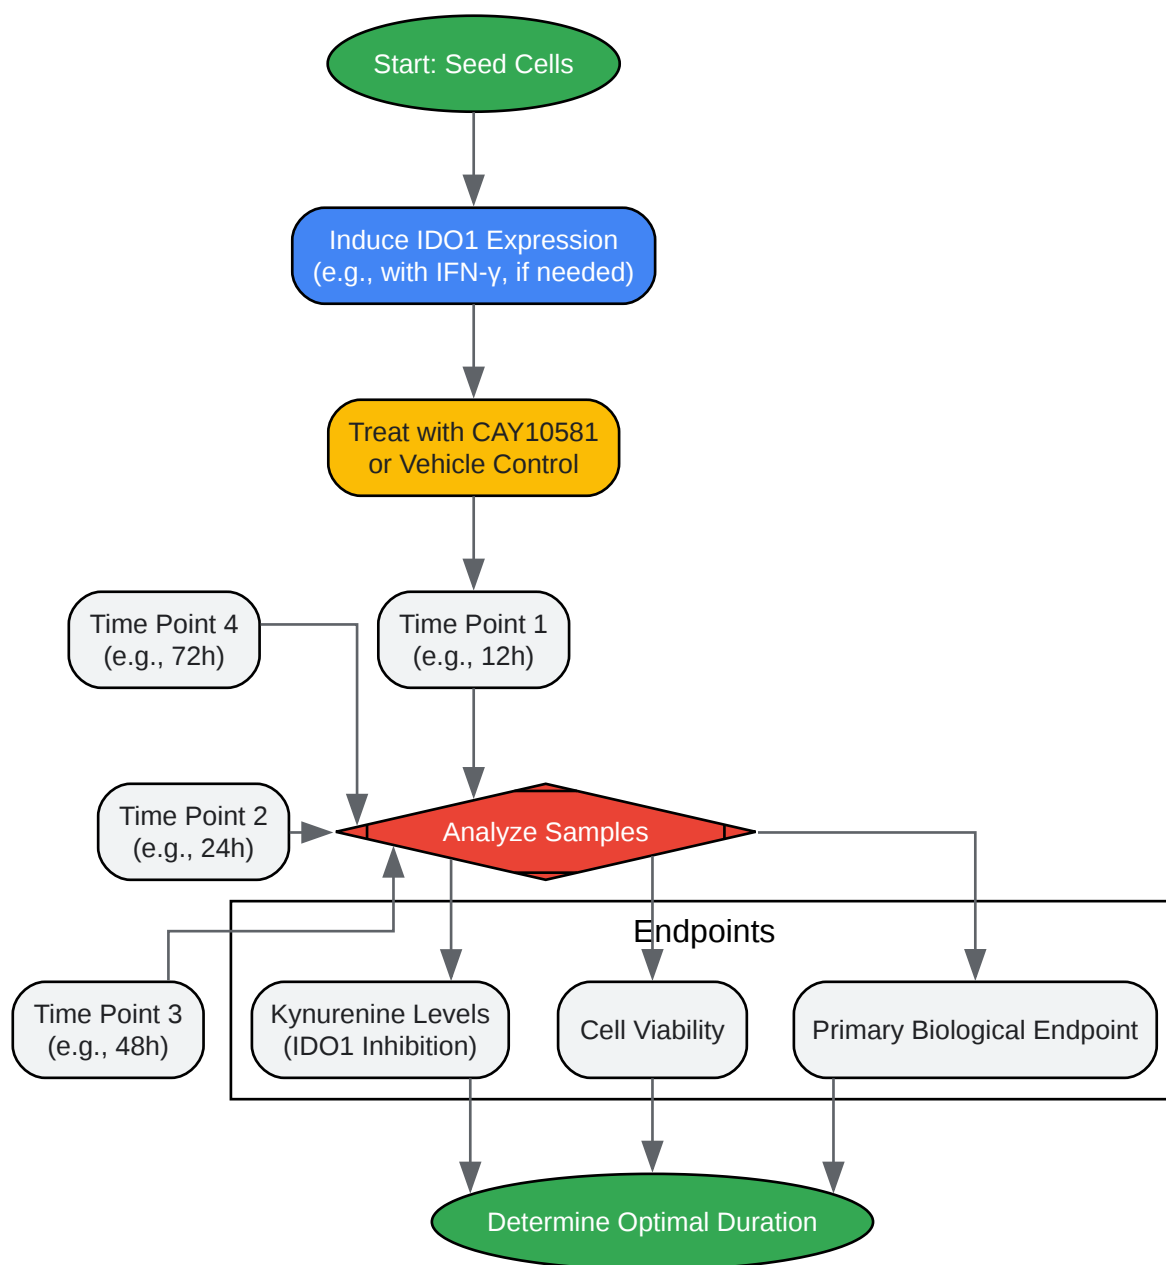 Start: Seed Cells
Induce IDO1 Expression
(e.g., with IFN-γ, if needed)
Treat with CAY10581
or Vehicle Control
Time Point 4
(e.g., 72h)
Time Point 1
(e.g., 12h)
Time Point 2
(e.g., 24h)
Analyze Samples
Endpoints
Time Point 3
(e.g., 48h)
Kynurenine Levels
(IDO1 Inhibition)
Cell Viability
Primary Biological Endpoint
Determine Optimal Duration